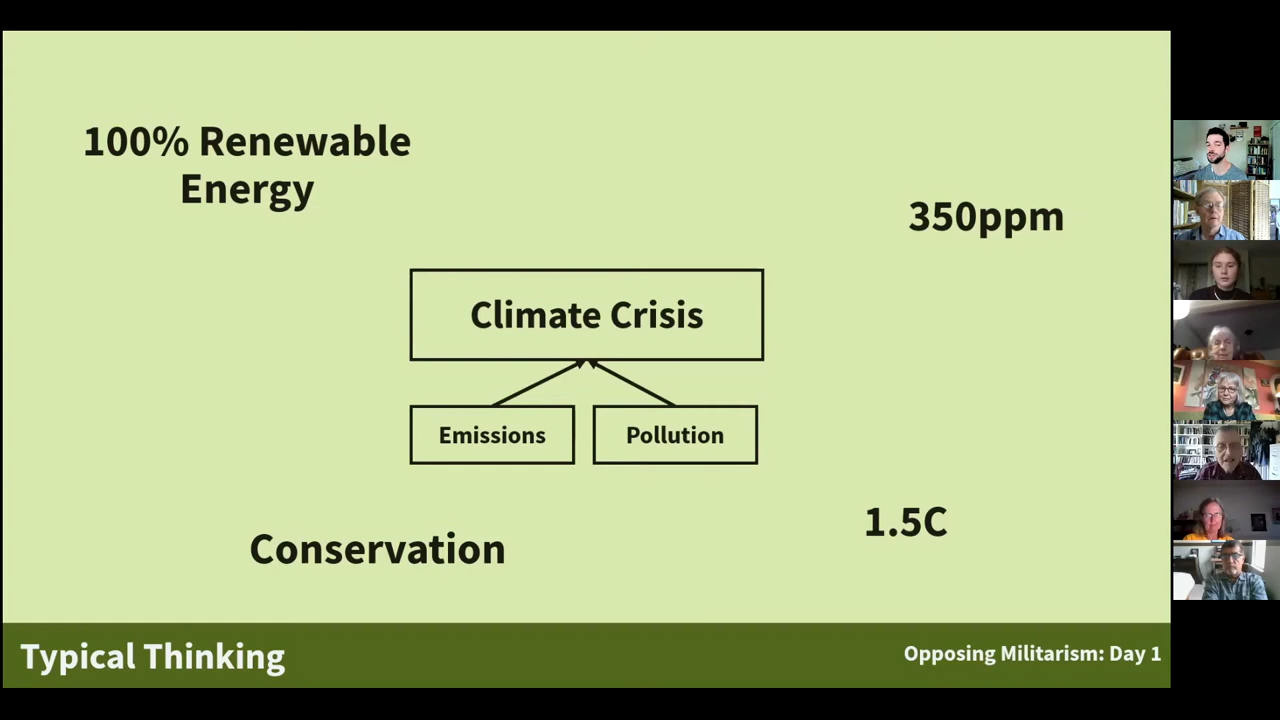 100% Renewable
Energy
350ppm
Climate Crisis
Emissions
Pollution
1.5C
Conservation
Typical Thinking
Opposing Militarism: Day 1